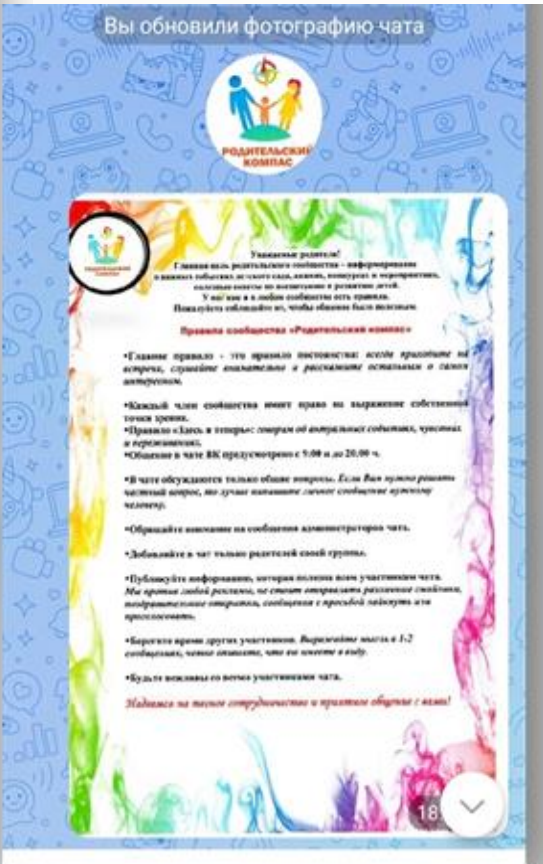 Вы обновили фотографию чата
РОДИТЕЛЬСКИЙ
КОМПАС
РОДИТЕЛЬСКИЙ
КОМПАС
Уважаемые родители!
Главная цель родительского сообщества - информирование
о важных событиях детского сада, акциях, конкурсах и мероприятиях,
полезные советы по воспитанию и развитию детей.
У нас как и в любом сообществе есть правила.
Пожалуйста соблюдайте их, чтобы общение было полезным.
Правила сообщества «Родительский компас»
•Главное правило - это правило постоянства: всегда приходите на
встречи, слушайте внимательно и расскажите остальным о самом
интересном.
•Каждый член сообщества имеет право на выражение собственной
точки зрения.
•Правило «Здесь и теперь»: говорим об актуальных событиях, чувствах
и переживаниях.
•Общение в чате ВК предусмотрено с 9:00 и до 20.00 ч.
•В чате обсуждаются только общие вопросы. Если Вам нужно решить
частный вопрос, то лучше напишите личное сообщение нужному
человеку.
•Обращайте внимание на сообщения администраторов чата.
•Добавляйте в чат только родителей своей группы.
•Публикуйте информацию, которая полезна всем участникам чата.
Мы против любой рекламы, не стоит отправлять различные смайлики,
поздравительные открытки, сообщения с просьбой лайкнуть или
проголосовать.
•Берегите время других участников. Выражайте мысль в 1-2
сообщениях, четко опишите, что вы имеете в виду.
•Будьте вежливы со всеми участниками чата.
Надеемся на тесное сотрудничество и приятное общение с вами!
18